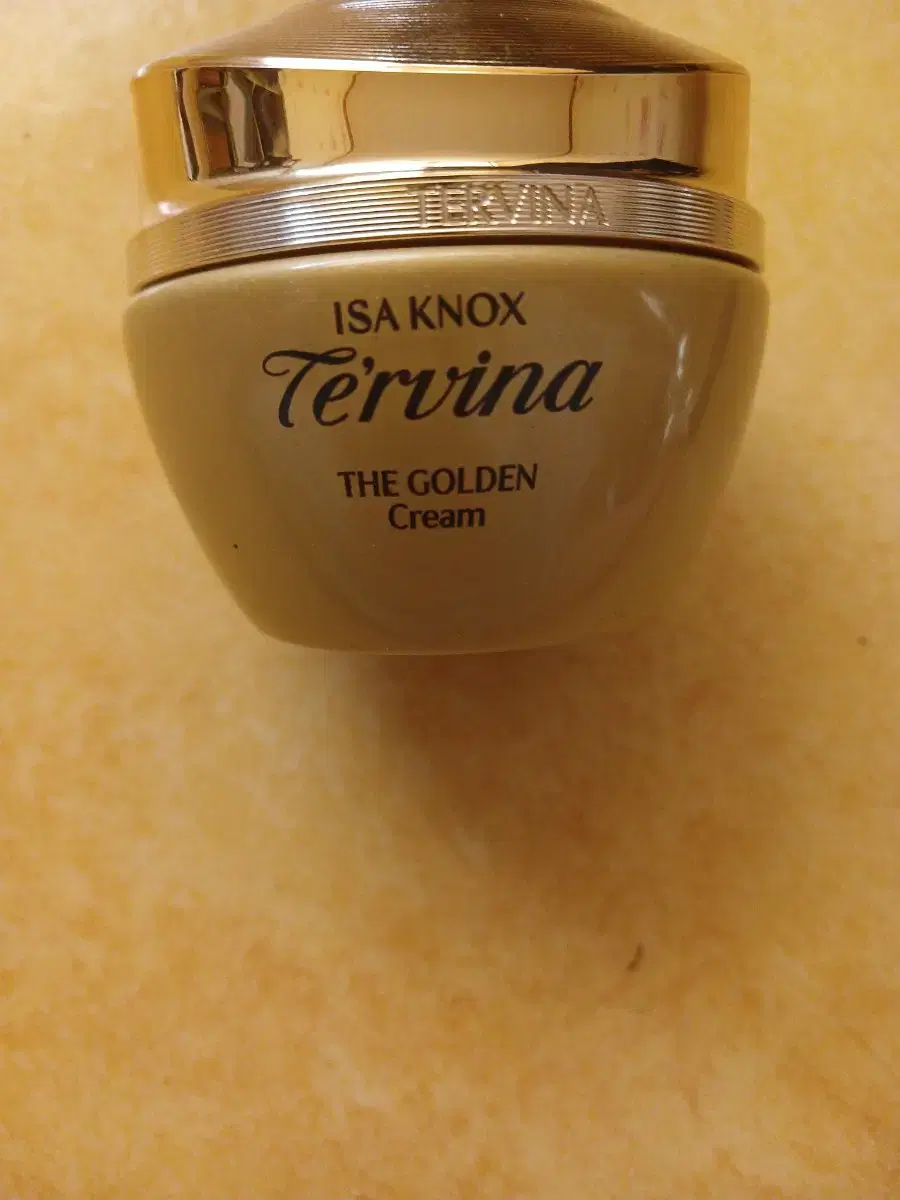 TERVINA
ISA KNOX
Te'rvina
THE GOLDEN
Cream